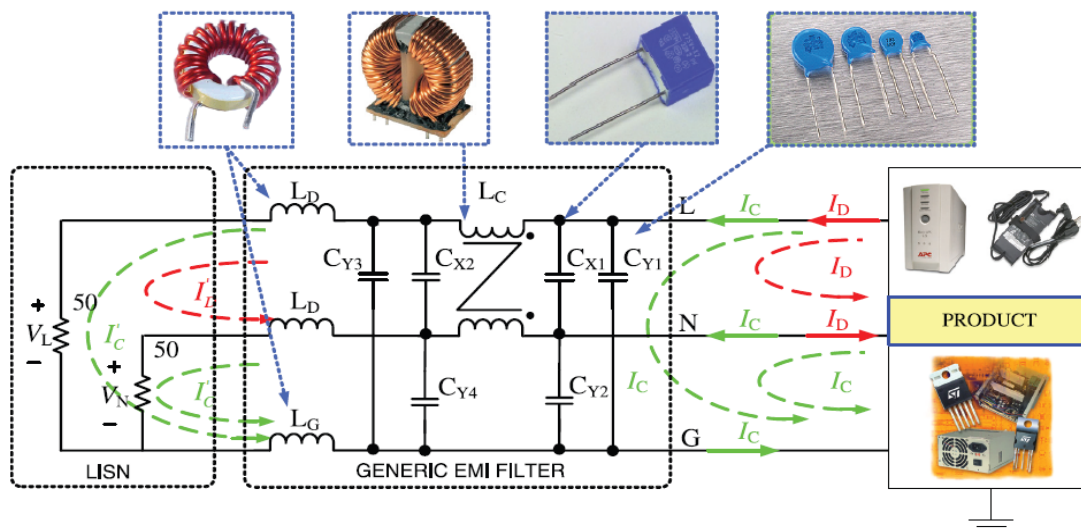 L_D
L_C
L
I_C
I_D
C_Y3
C_X2
C_X1
C_Y1
I_D
APC
I'_D
L_D
+
50
V_L
−
I'_C
N
I_C
I_D
PRODUCT
50
+
V_N
−
I'_C
C_Y4
C_Y2
I_C
I_C
L_G
G
I_C
LISN
GENERIC EMI FILTER